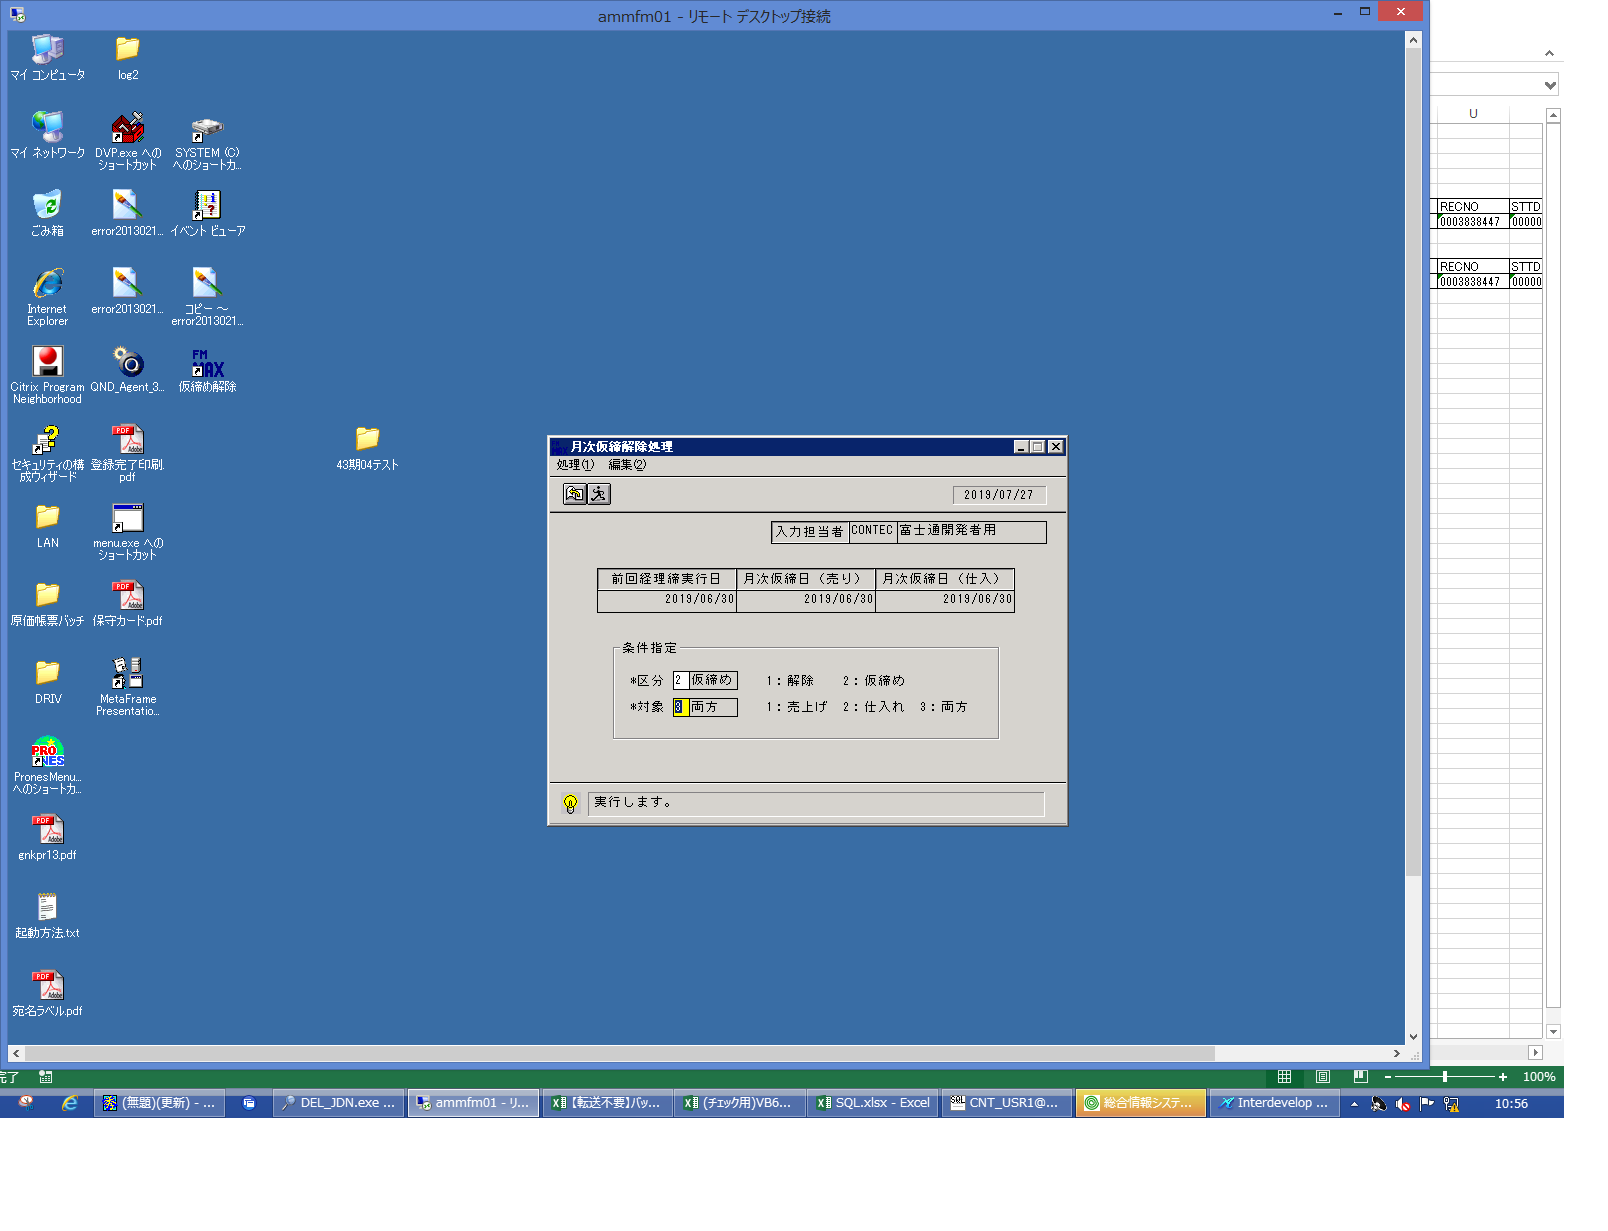 ammfm01 - リモート デスクトップ接続
マイ コンピュータ
log2
マイ ネットワーク
DVP.exe への
ショートカット
SYSTEM (C)
へのショートカ...
ごみ箱
error2013021...
イベント ビューア
Internet
Explorer
error2013021...
コピー ～
error2013021...
Citrix Program
Neighborhood
QND_Agent_3...
FM
MAX
仮締め解除
セキュリティの構
成ウィザード
登録完了印刷.
pdf
43期04テスト
LAN
menu.exe への
ショートカット
原価帳票バッチ
保守カード.pdf
DRIV
MetaFrame
Presentatio...
PRO
NES
PronesMenu...
へのショートカ...
gnkpr13.pdf
起動方法.txt
宛名ラベル.pdf
月次仮締解除処理
処理(1) 編集(2)
2019/07/27
入力担当者 CONTEC 富士通開発者用
前回経理締実行日 月次仮締日（売り） 月次仮締日（仕入）
2019/06/30 2019/06/30 2019/06/30
条件指定
*区分 2 仮締め 1：解除 2：仮締め
*対象 3 両方 1：売上げ 2：仕入れ 3：両方
実行します。
U
RECNO STTD
0003838447 00000
RECNO STTD
0003838447 00000
完了
100%
(無題)(更新) - ...
DEL_JDN.exe ...
ammfm01 - リ...
【転送不要】バッ...
(チェック用)VB6...
SQL.xlsx - Excel
CNT_USR1@...
総合情報システ...
Interdevelop ...
10:56